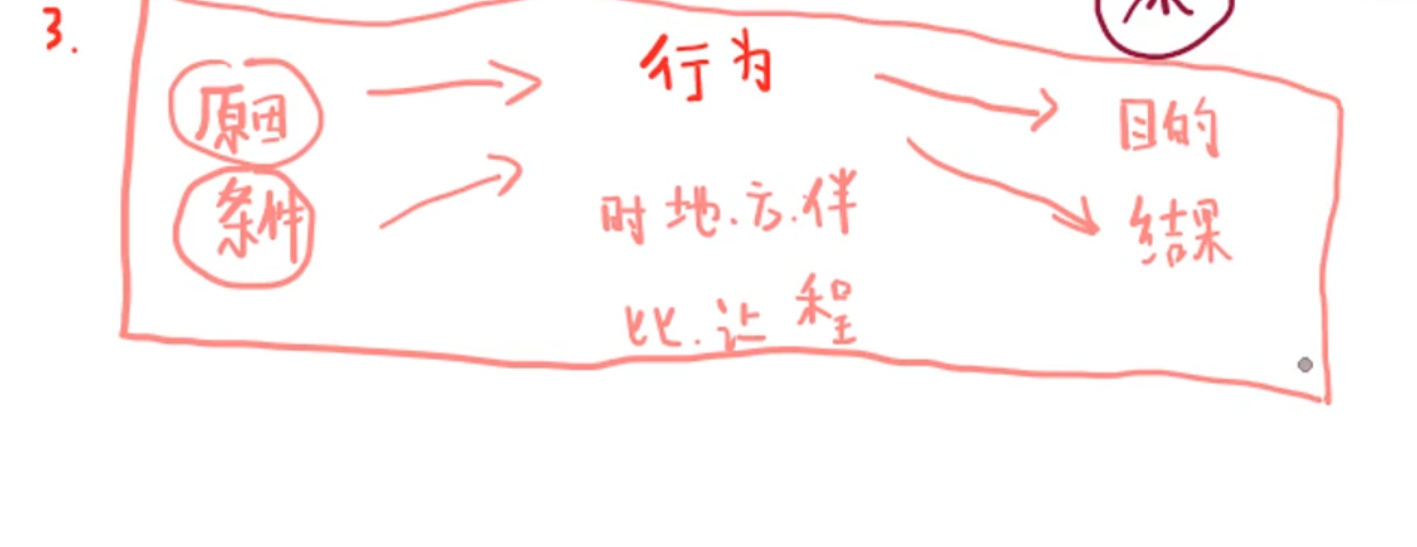 3.
原因 → 行为 → 目的
条件 → 时地.方.伴 → 结果
比.让程